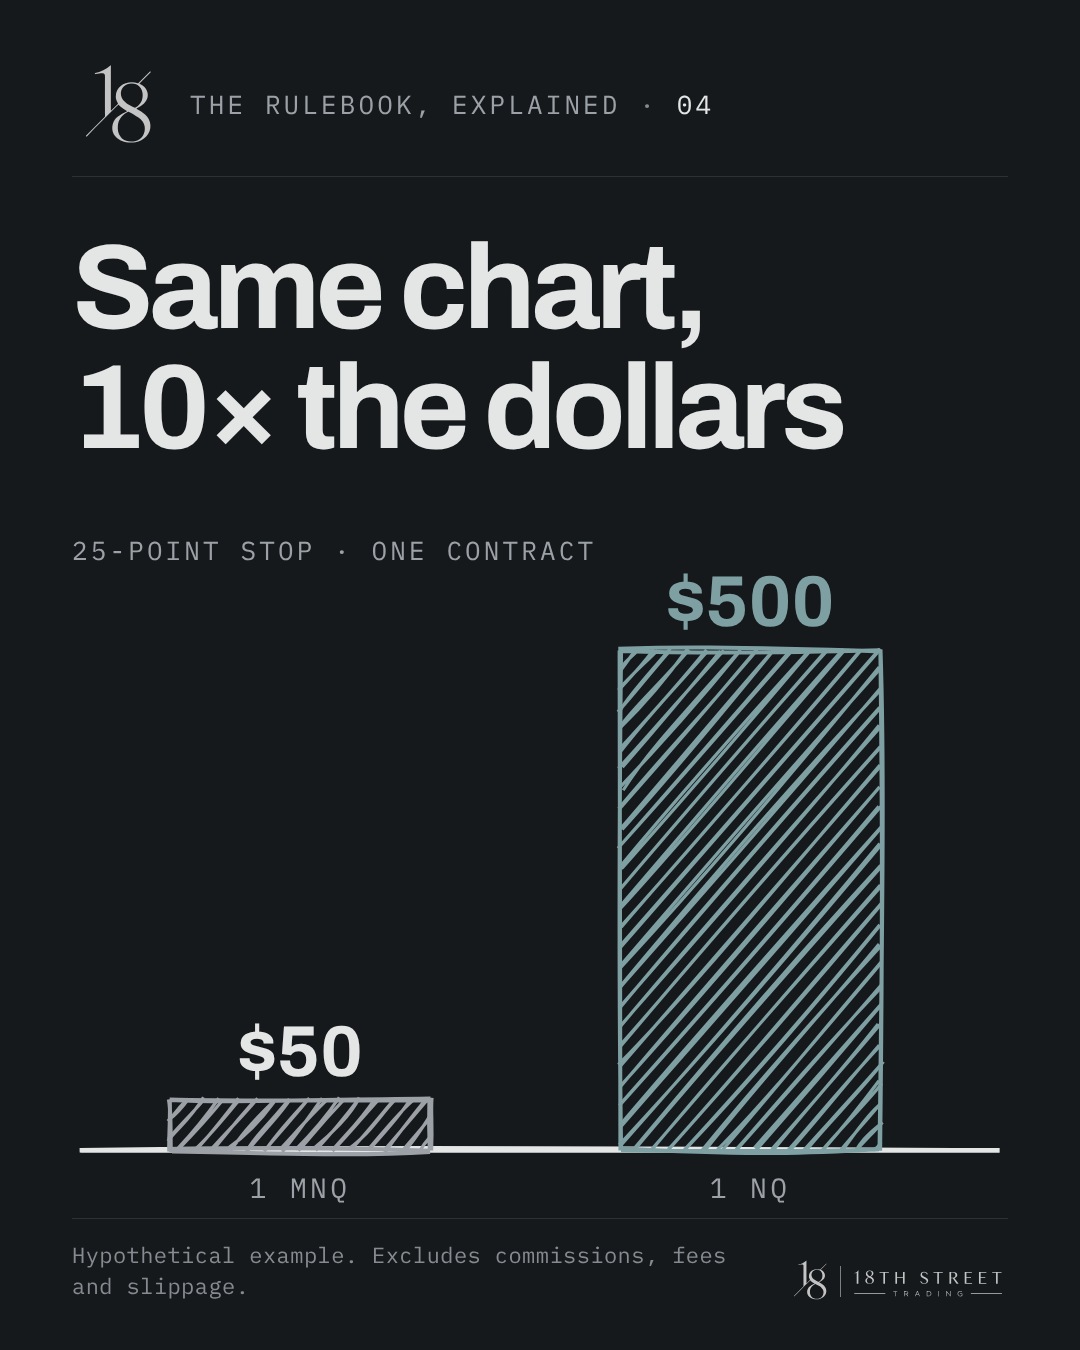 18
THE RULEBOOK, EXPLAINED · 04
Same chart,
10× the dollars
25-POINT STOP · ONE CONTRACT
$500
$50
1 MNQ
1 NQ
Hypothetical example. Excludes commissions, fees
and slippage.
18
18TH STREET
TRADING